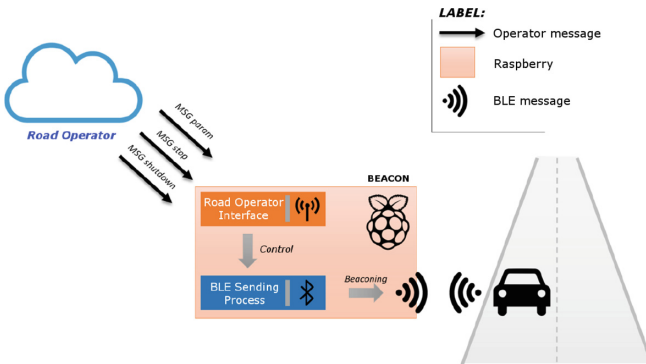 LABEL:
Operator message
Raspberry
BLE message
Road Operator
MSG param
MSG stop
MSG shutdown
BEACON
Road Operator
Interface
Control
BLE Sending
Process
Beaconing